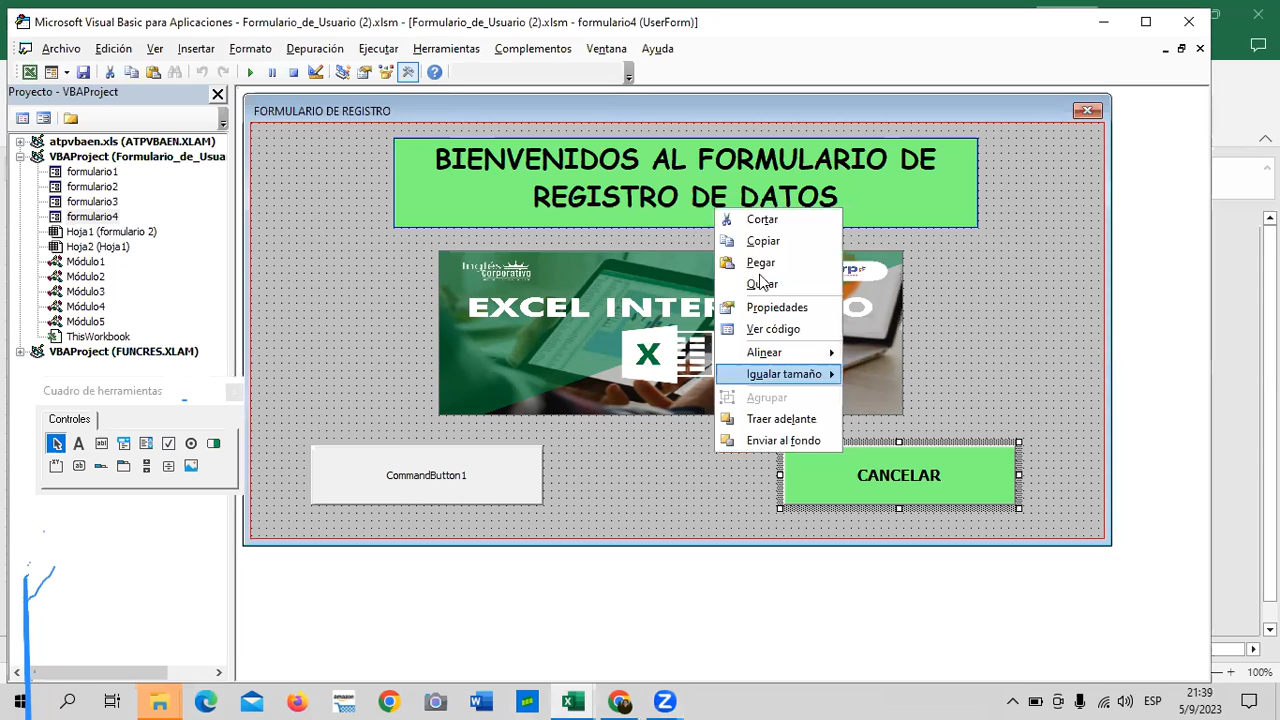 Microsoft Visual Basic para Aplicaciones - Formulario_de_Usuario (2).xlsm - [Formulario_de_Usuario (2).xlsm - formulario4 (UserForm)]
Archivo Edición Ver Insertar Formato Depuración Ejecutar Herramientas Complementos Ventana Ayuda
Proyecto - VBAProject
atpvbaen.xls (ATPVBAEN.XLAM)
VBAProject (Formulario_de_Usua
formulario1
formulario2
formulario3
formulario4
Hoja1 (formulario 2)
Hoja2 (Hoja1)
Módulo1
Módulo2
Módulo3
Módulo4
Módulo5
ThisWorkbook
VBAProject (FUNCRES.XLAM)
Cuadro de herramientas
Controles
FORMULARIO DE REGISTRO
BIENVENIDOS AL FORMULARIO DE
REGISTRO DE DATOS
Inglés
Corporativo
EXCEL INTER
O
X
Cortar
Copiar
Pegar
Quitar
Propiedades
Ver código
Alinear
Igualar tamaño
Agrupar
Traer adelante
Enviar al fondo
CommandButton1
CANCELAR
100%
ESP
21:39
5/9/2023